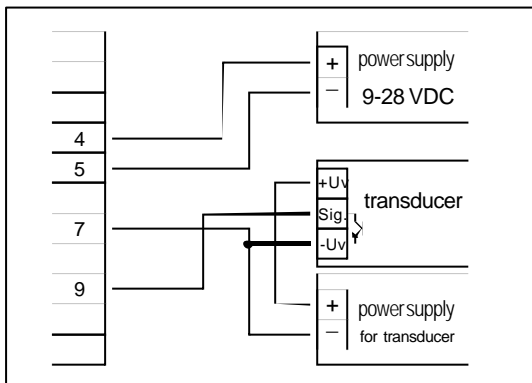 4
5
7
9
+ power supply
− 9-28 VDC
+Uv
Sig. transducer
-Uv
+ power supply
− for transducer